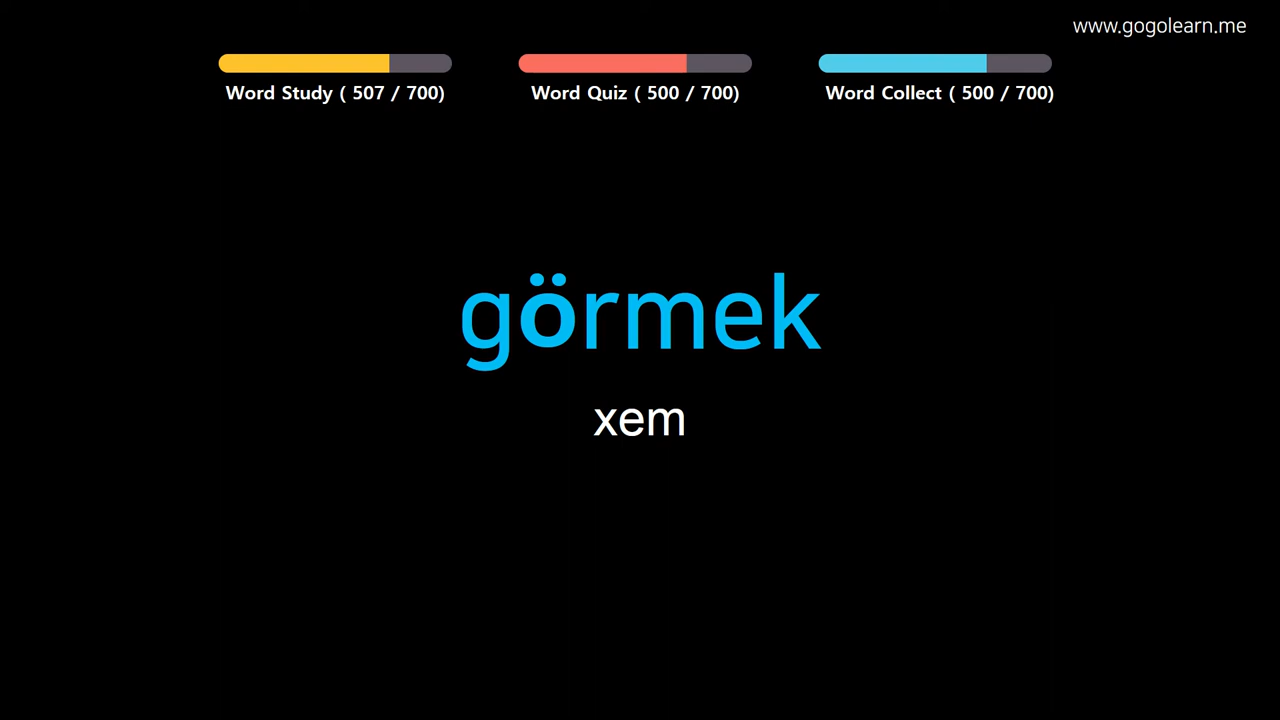 www.gogolearn.me
Word Study ( 507 / 700)
Word Quiz ( 500 / 700)
Word Collect ( 500 / 700)
görmek
xem